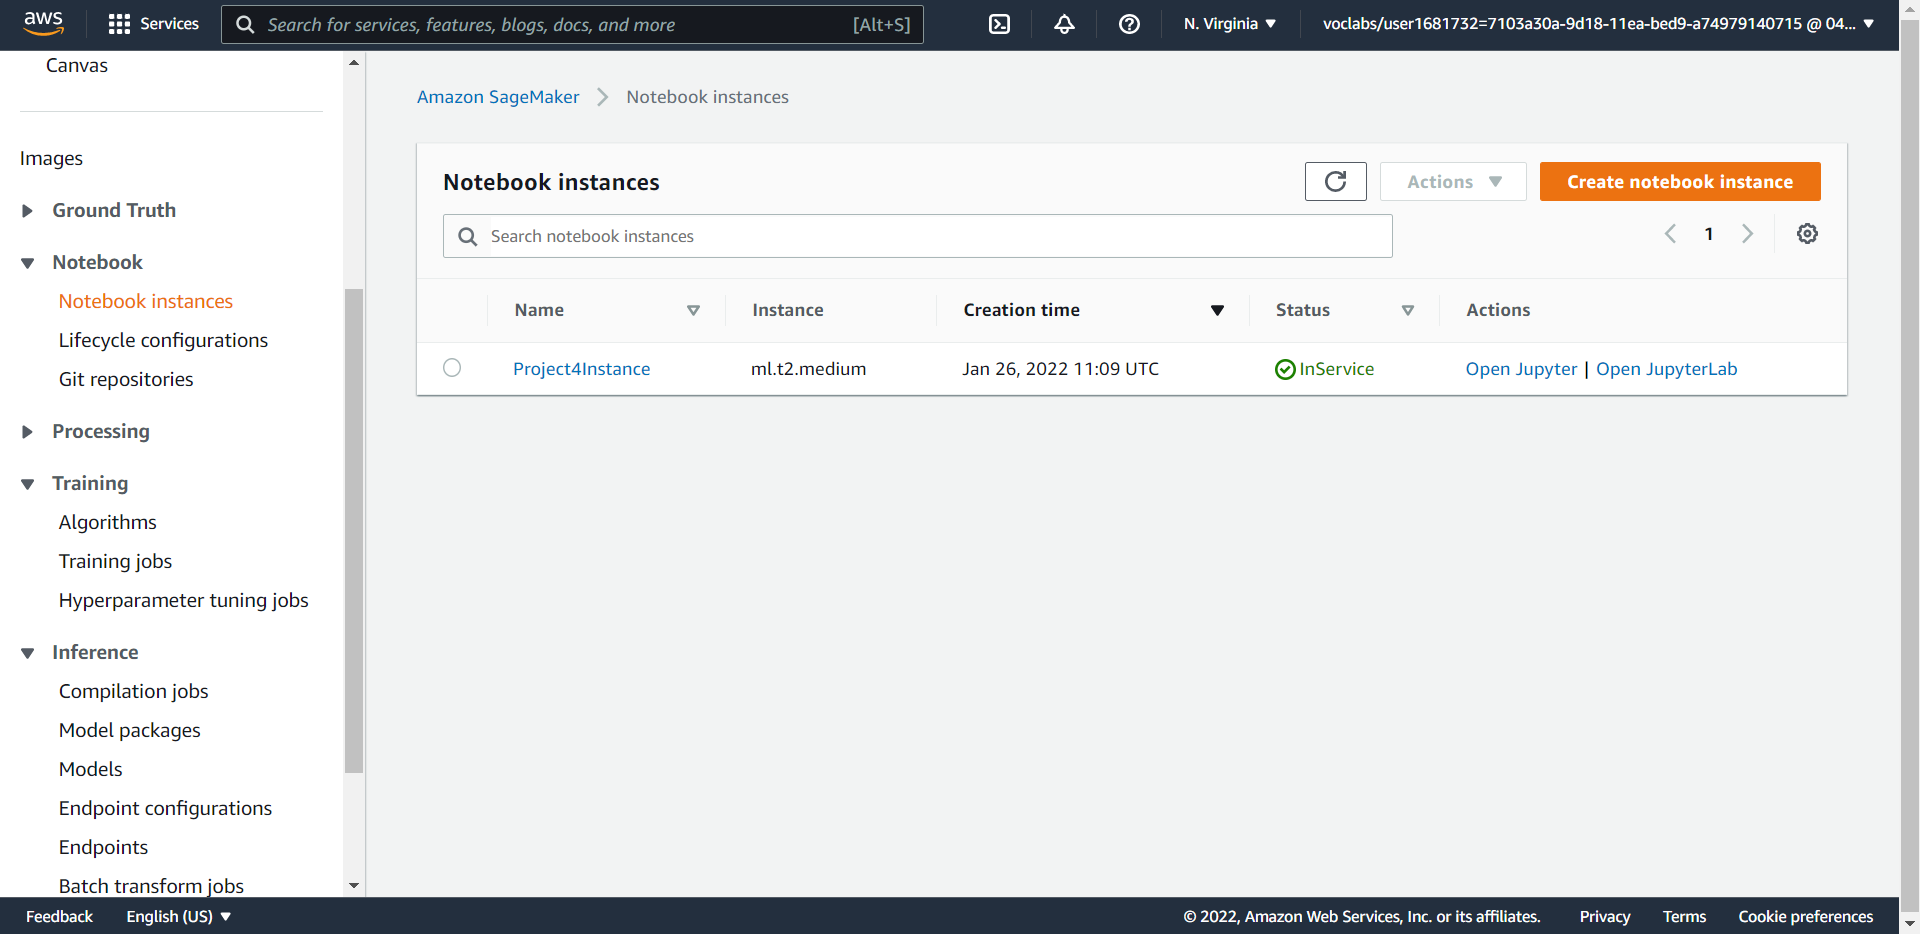 aws
Services
Search for services, features, blogs, docs, and more
[Alt+S]
N. Virginia
voclabs/user1681732=7103a30a-9d18-11ea-bed9-a74979140715 @ 04...
Canvas
Images
Ground Truth
Notebook
Notebook instances
Lifecycle configurations
Git repositories
Processing
Training
Algorithms
Training jobs
Hyperparameter tuning jobs
Inference
Compilation jobs
Model packages
Models
Endpoint configurations
Endpoints
Batch transform jobs
Amazon SageMaker
Notebook instances
Notebook instances
Actions
Create notebook instance
Search notebook instances
1
Name
Instance
Creation time
Status
Actions
Project4Instance
ml.t2.medium
Jan 26, 2022 11:09 UTC
InService
Open Jupyter | Open JupyterLab
Feedback
English (US)
© 2022, Amazon Web Services, Inc. or its affiliates.
Privacy
Terms
Cookie preferences